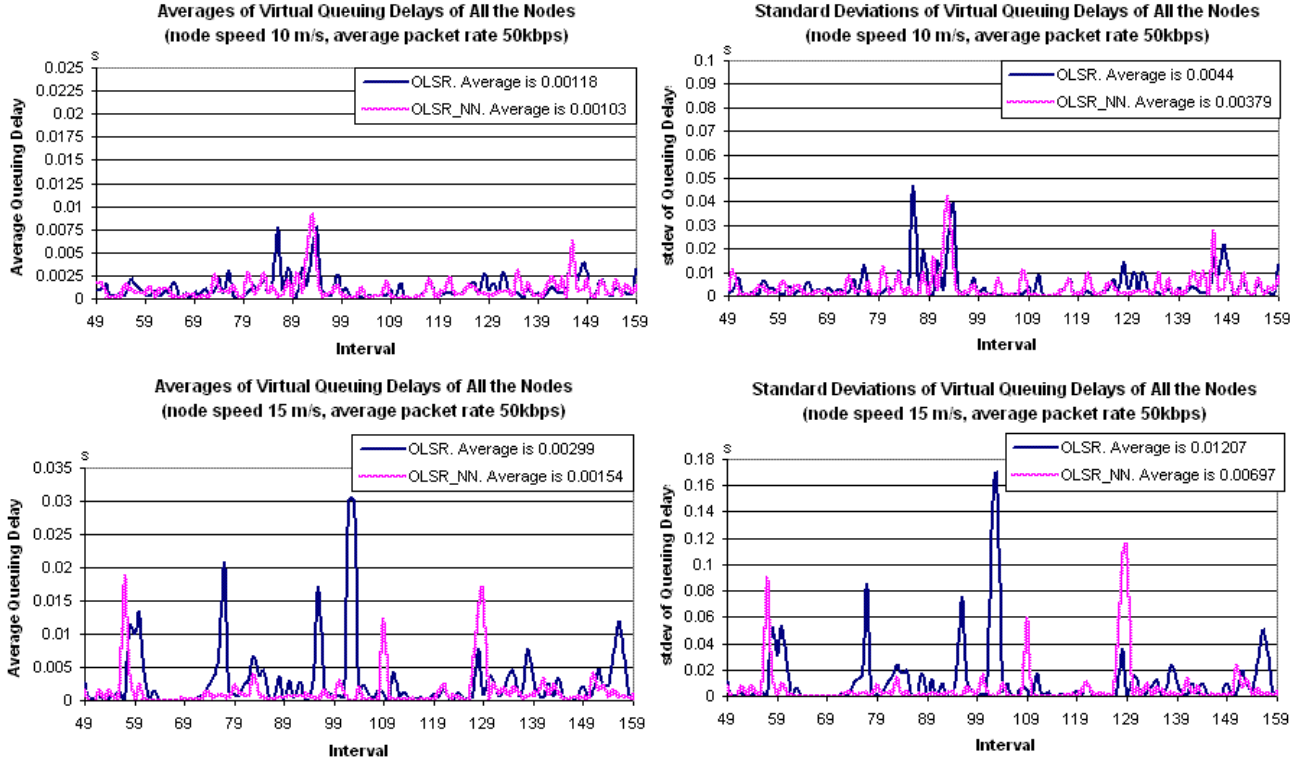 Averages of Virtual Queuing Delays of All the Nodes
(node speed 10 m/s, average packet rate 50kbps)
s
OLSR. Average is 0.00118
OLSR_NN. Average is 0.00103
Average Queuing Delay
0.025
0.0225
0.02
0.0175
0.015
0.0125
0.01
0.0075
0.005
0.0025
0
49 59 69 79 89 99 109 119 129 139 149 159
Interval
Standard Deviations of Virtual Queuing Delays of All the Nodes
(node speed 10 m/s, average packet rate 50kbps)
s
OLSR. Average is 0.0044
OLSR_NN. Average is 0.00379
stdev of Queuing Delay
0.1
0.09
0.08
0.07
0.06
0.05
0.04
0.03
0.02
0.01
0
49 59 69 79 89 99 109 119 129 139 149 159
Interval
Averages of Virtual Queuing Delays of All the Nodes
(node speed 15 m/s, average packet rate 50kbps)
s
OLSR. Average is 0.00299
OLSR_NN. Average is 0.00154
Average Queuing Delay
0.035
0.03
0.025
0.02
0.015
0.01
0.005
0
49 59 69 79 89 99 109 119 129 139 149 159
Interval
Standard Deviations of Virtual Queuing Delays of All the Nodes
(node speed 15 m/s, average packet rate 50kbps)
s
OLSR. Average is 0.01207
OLSR_NN. Average is 0.00697
stdev of Queuing Delay
0.18
0.16
0.14
0.12
0.1
0.08
0.06
0.04
0.02
0
49 59 69 79 89 99 109 119 129 139 149 159
Interval